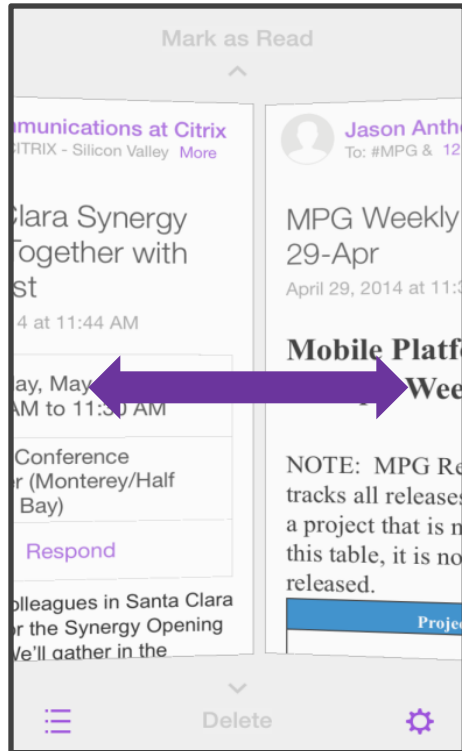 Mark as Read
munications at Citrix
CITRIX - Silicon Valley More
Clara Synergy
Together with
st
4 at 11:44 AM
ay, May
AM to 11:30 AM
Conference
r (Monterey/Half
Bay)
Respond
olleagues in Santa Clara
or the Synergy Opening
We'll gather in the
Jason Anth
To: #MPG & 12
MPG Weekly
29-Apr
April 29, 2014 at 11:3
Mobile Platf
Wee
NOTE: MPG Re
tracks all releases
a project that is n
this table, it is no
released.
Projec
Delete